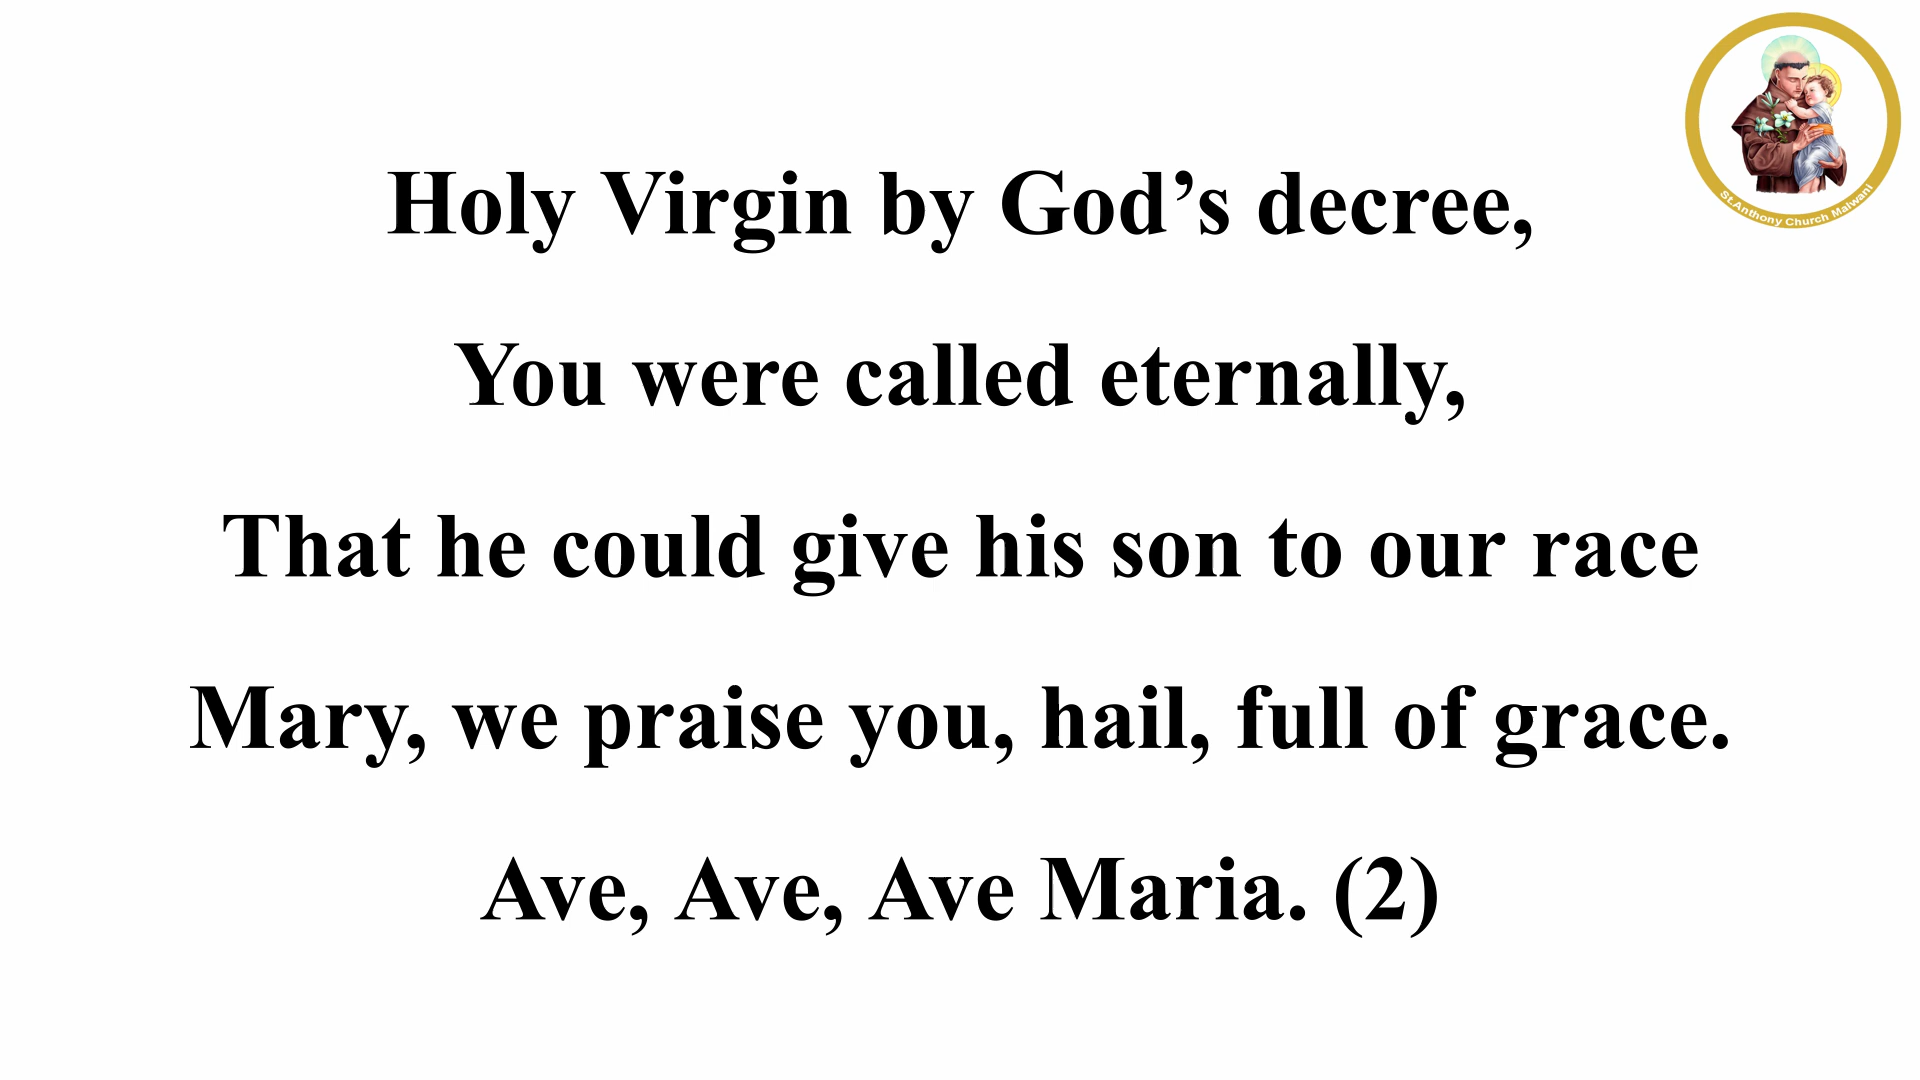 Holy Virgin by God’s decree,
You were called eternally,
That he could give his son to our race
Mary, we praise you, hail, full of grace.
Ave, Ave, Ave Maria. (2)
St.Anthony Church Malwani